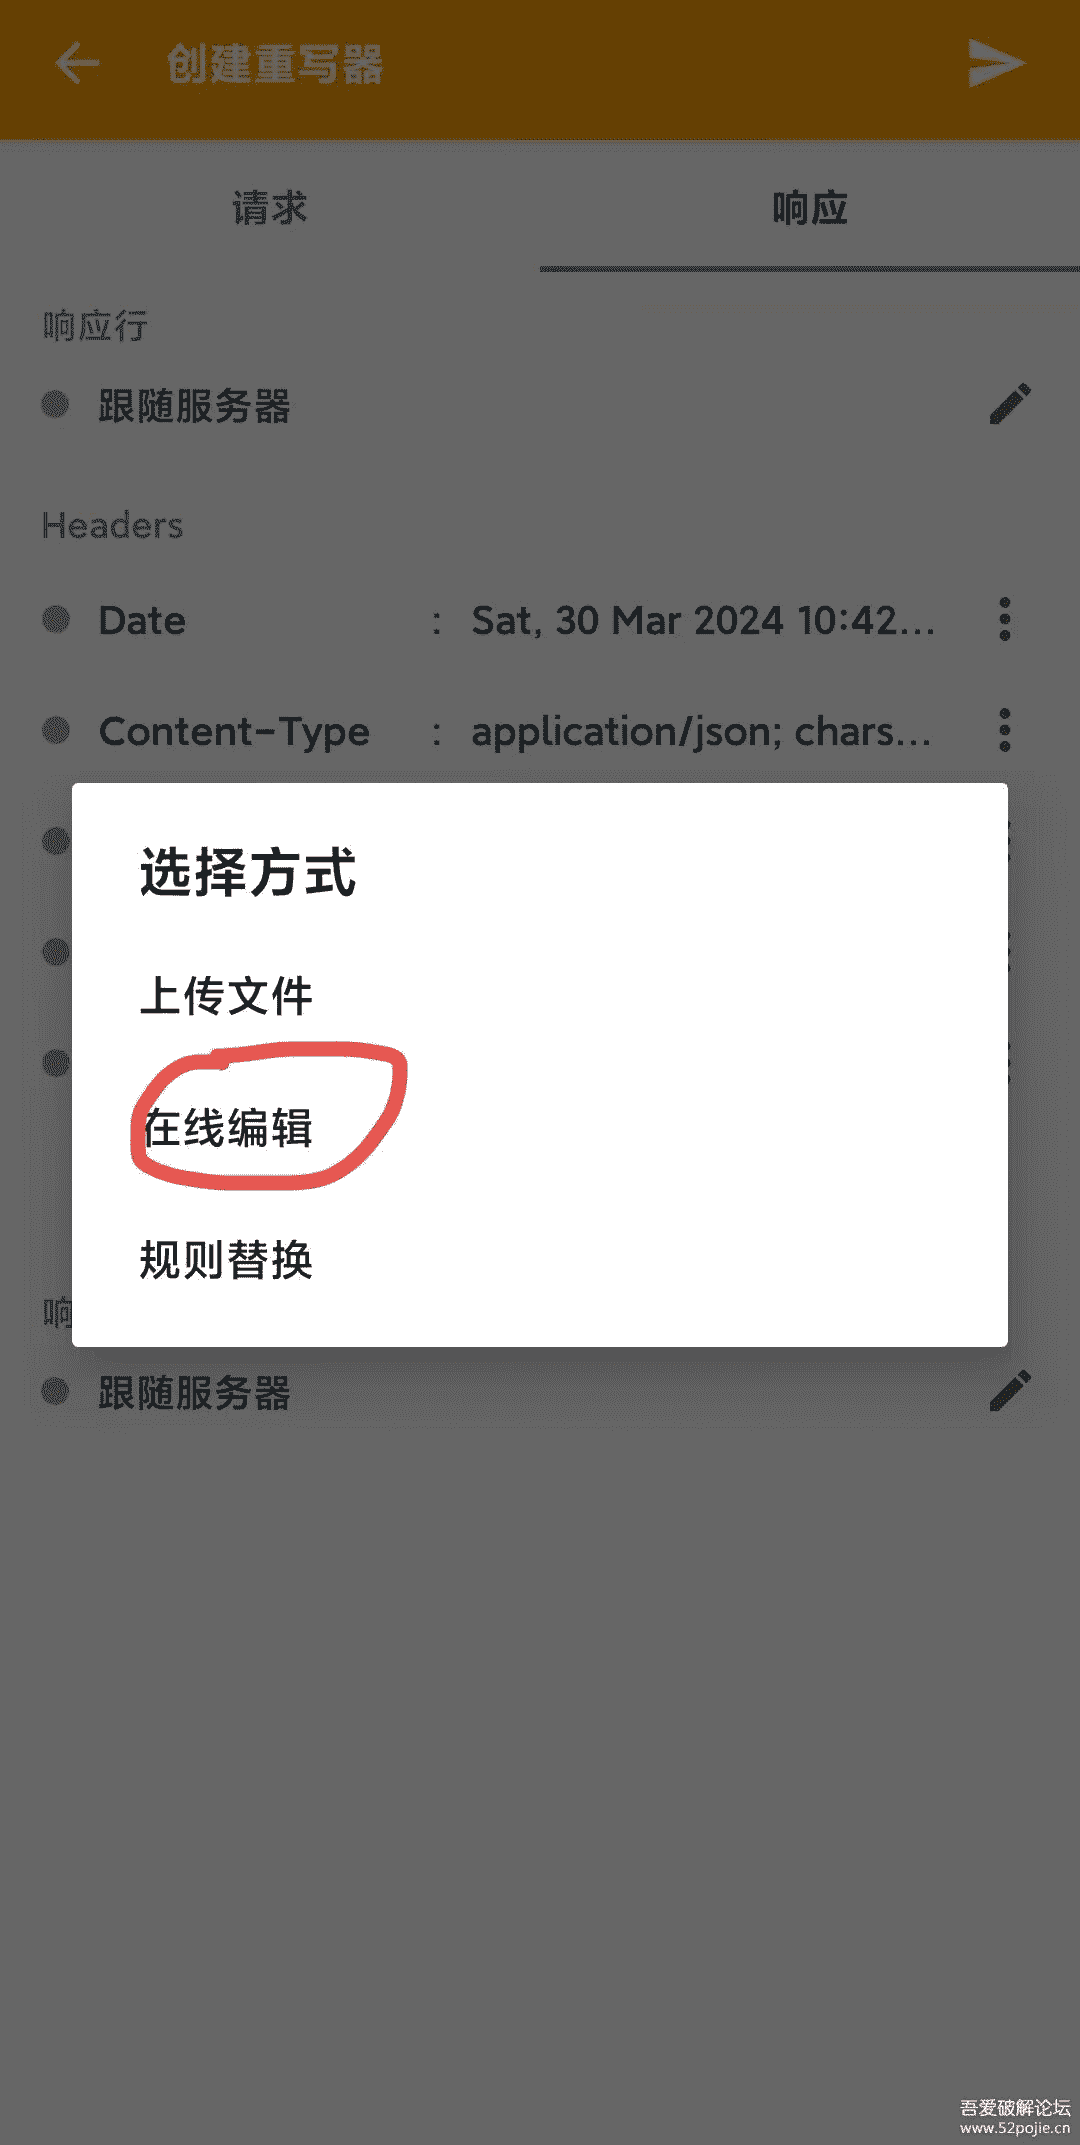 创建重写器
请求 响应
响应行
跟随服务器
Headers
Date : Sat, 30 Mar 2024 10:42...
Content-Type : application/json; chars...
选择方式
上传文件
在线编辑
规则替换
响
跟随服务器
吾爱破解论坛
www.52pojie.cn